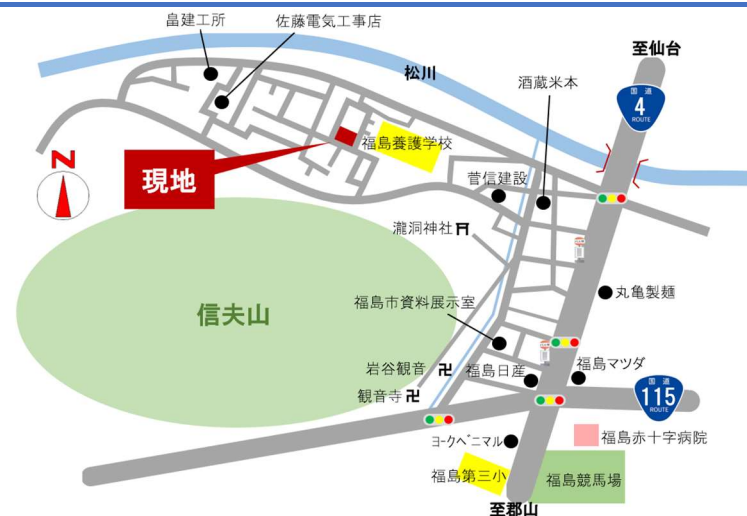 畠建工所
佐藤電気工事店
至仙台
松川
酒蔵米本
国道
4
ROUTE
福島養護学校
N
現地
菅信建設
瀧洞神社
丸亀製麺
福島市資料展示室
信夫山
岩谷観音
福島日産
福島マツダ
観音寺
国道
115
ROUTE
ヨークベニマル
福島赤十字病院
福島第三小
福島競馬場
至郡山